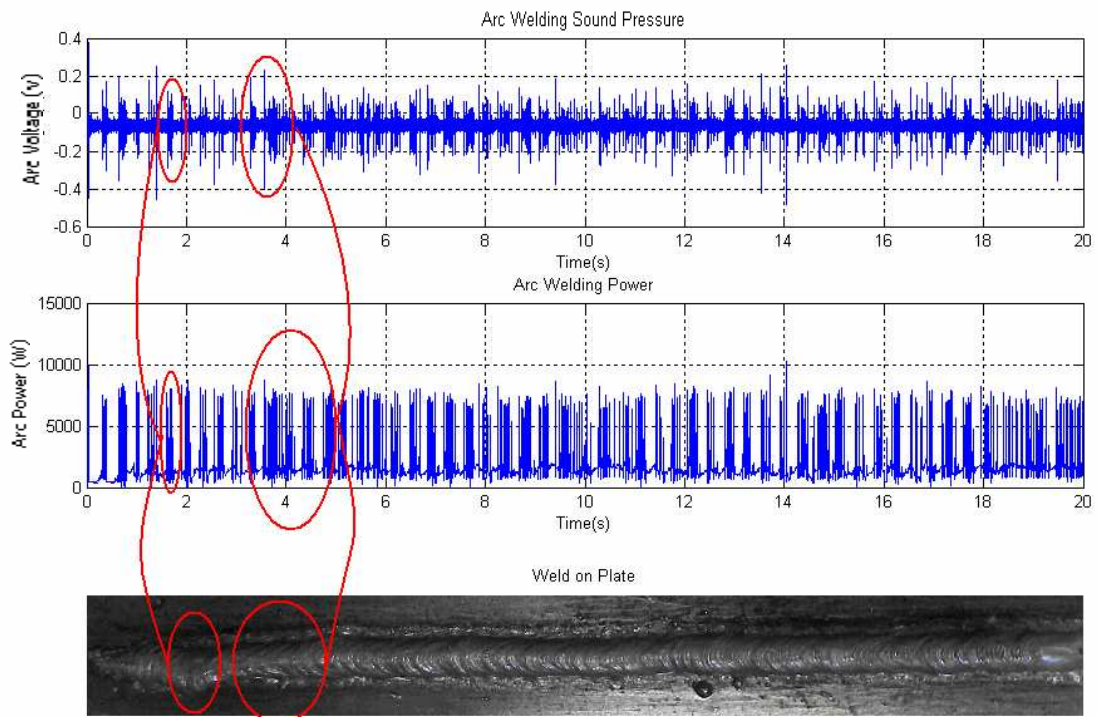 Arc Welding Sound Pressure
Arc Voltage (v)
0.4
0.2
0
-0.2
-0.4
-0.6
0 2 4 6 8 10 12 14 16 18 20
Time(s)
Arc Welding Power
Arc Power (W)
15000
10000
5000
0
0 2 4 6 8 10 12 14 16 18 20
Time(s)
Weld on Plate